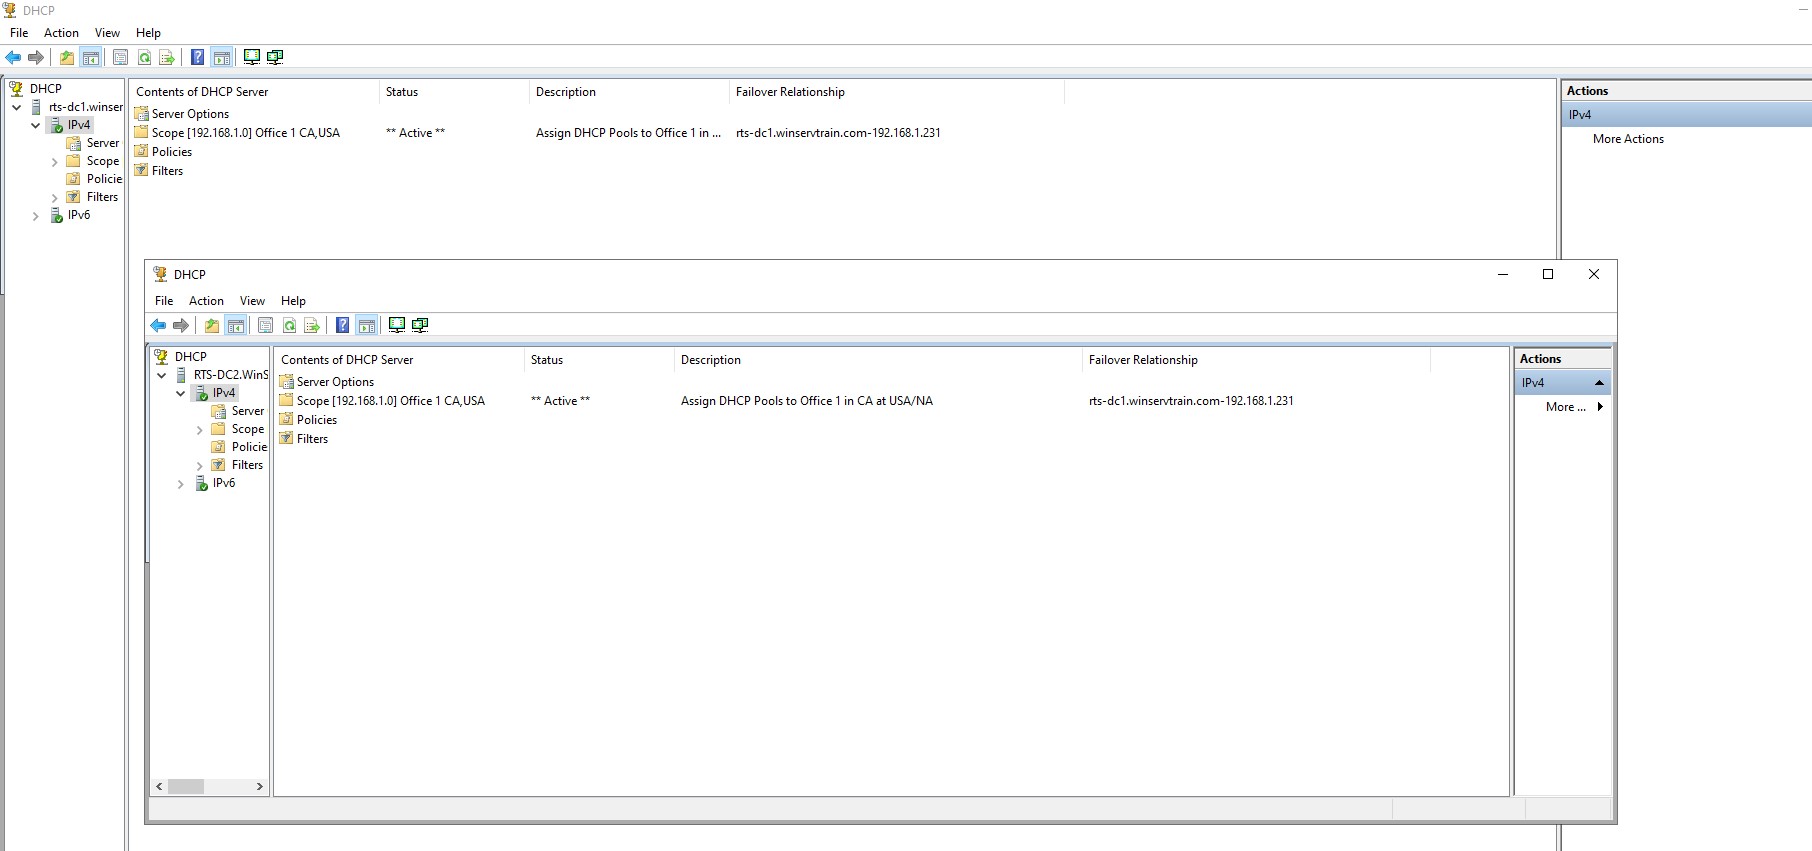 DHCP
File Action View Help
DHCP
rts-dc1.winser
IPv4
Server
Scope
Policie
Filters
IPv6
Contents of DHCP Server Status Description Failover Relationship
Server Options
Scope [192.168.1.0] Office 1 CA,USA ** Active ** Assign DHCP Pools to Office 1 in ... rts-dc1.winservtrain.com-192.168.1.231
Policies
Filters
Actions
IPv4
More Actions
DHCP
File Action View Help
DHCP
RTS-DC2.WinS
IPv4
Server
Scope
Policie
Filters
IPv6
Contents of DHCP Server Status Description Failover Relationship
Server Options
Scope [192.168.1.0] Office 1 CA,USA ** Active ** Assign DHCP Pools to Office 1 in CA at USA/NA rts-dc1.winservtrain.com-192.168.1.231
Policies
Filters
Actions
IPv4
More ...